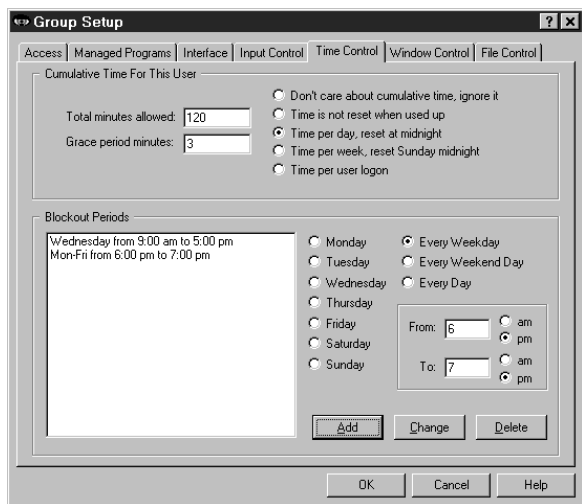 Group Setup
Access Managed Programs Interface Input Control Time Control Window Control File Control
Cumulative Time For This User
Total minutes allowed: 120
Grace period minutes: 3
Don't care about cumulative time, ignore it
Time is not reset when used up
Time per day, reset at midnight
Time per week, reset Sunday midnight
Time per user logon
Blockout Periods
Wednesday from 9:00 am to 5:00 pm
Mon-Fri from 6:00 pm to 7:00 pm
Monday
Tuesday
Wednesday
Thursday
Friday
Saturday
Sunday
Every Weekday
Every Weekend Day
Every Day
From: 6 am
pm
To: 7 am
pm
Add Change Delete
OK Cancel Help